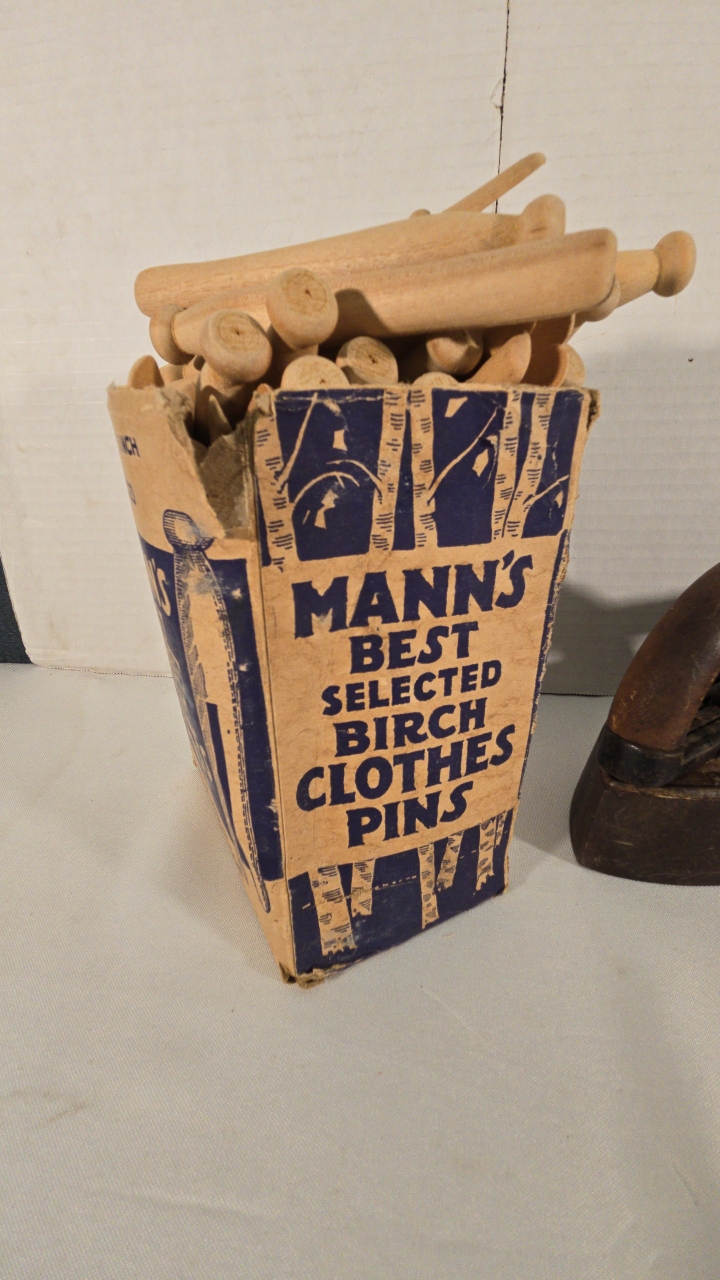 MANN'S
BEST
SELECTED
BIRCH
CLOTHES
PINS